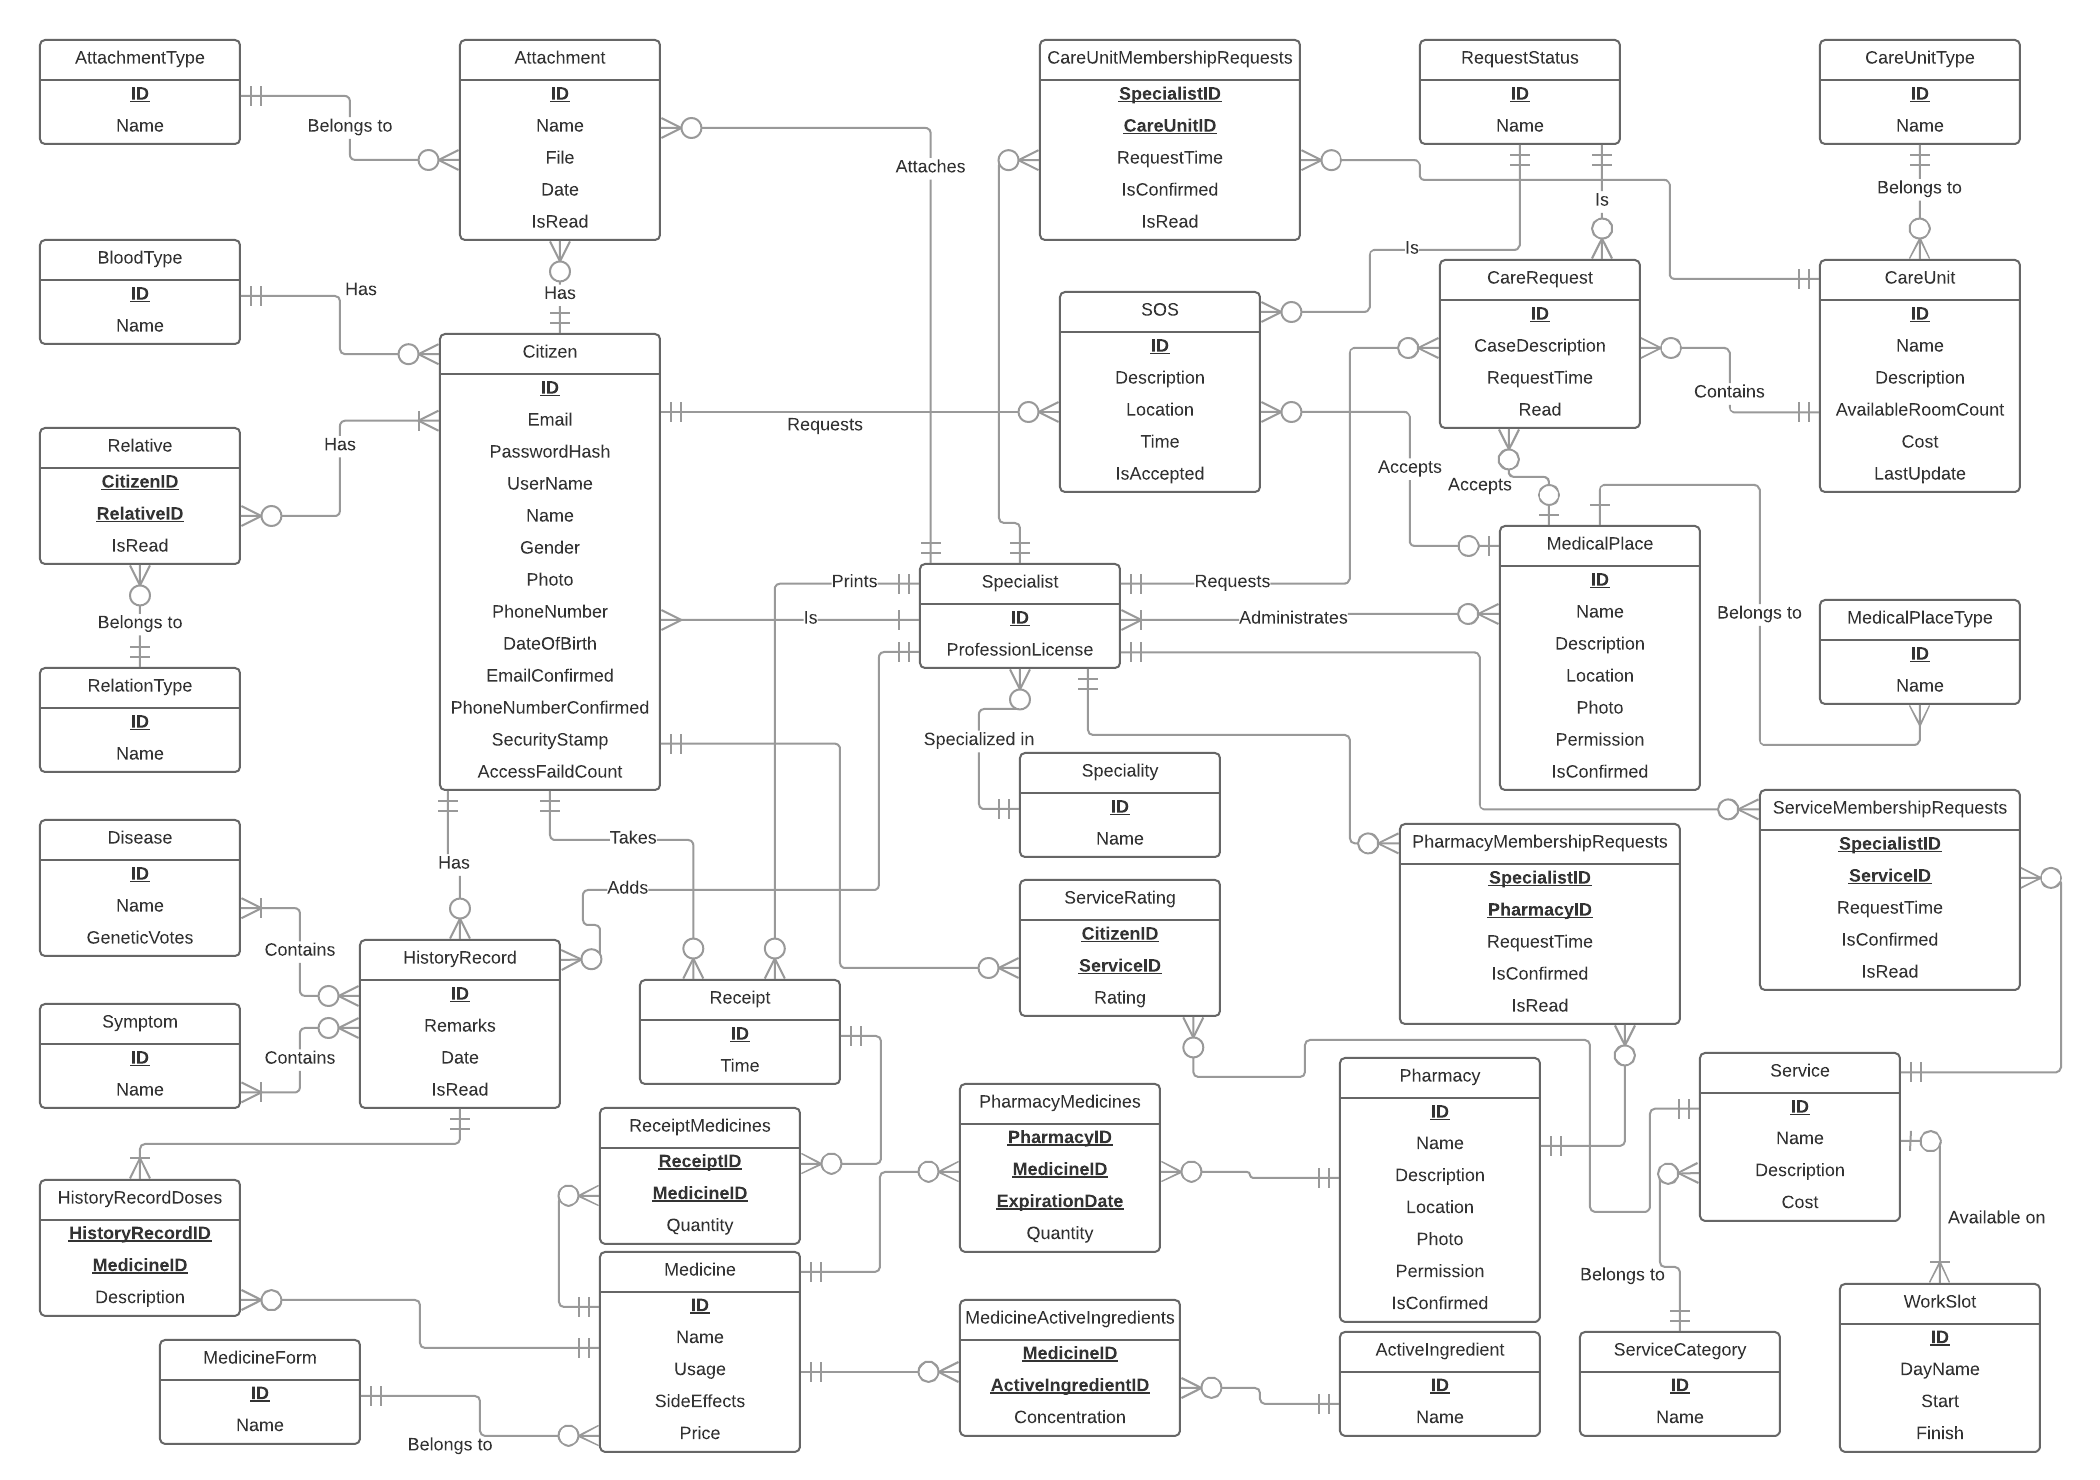 AttachmentType
ID
Name
Belongs to
Attachment
ID
Name
File
Date
IsRead
Has
Attaches
CareUnitMembershipRequests
SpecialistID
CareUnitID
RequestTime
IsConfirmed
IsRead
RequestStatus
ID
Name
Is
Is
CareUnitType
ID
Name
Belongs to
BloodType
ID
Name
Has
Citizen
ID
Email
PasswordHash
UserName
Name
Gender
Photo
PhoneNumber
DateOfBirth
EmailConfirmed
PhoneNumberConfirmed
SecurityStamp
AccessFaildCount
Requests
SOS
ID
Description
Location
Time
IsAccepted
CareRequest
ID
CaseDescription
RequestTime
Read
Contains
CareUnit
ID
Name
Description
AvailableRoomCount
Cost
LastUpdate
Relative
CitizenID
RelativeID
IsRead
Has
Belongs to
RelationType
ID
Name
Accepts
Accepts
Prints
Is
Specialist
ID
ProfessionLicense
Requests
Administrates
MedicalPlace
ID
Name
Description
Location
Photo
Permission
IsConfirmed
Belongs to
MedicalPlaceType
ID
Name
Specialized in
Speciality
ID
Name
Disease
ID
Name
GeneticVotes
Contains
Symptom
ID
Name
Contains
Has
Takes
Adds
HistoryRecord
ID
Remarks
Date
IsRead
Receipt
ID
Time
ServiceRating
CitizenID
ServiceID
Rating
PharmacyMembershipRequests
SpecialistID
PharmacyID
RequestTime
IsConfirmed
IsRead
ServiceMembershipRequests
SpecialistID
ServiceID
RequestTime
IsConfirmed
IsRead
HistoryRecordDoses
HistoryRecordID
MedicineID
Description
ReceiptMedicines
ReceiptID
MedicineID
Quantity
PharmacyMedicines
PharmacyID
MedicineID
ExpirationDate
Quantity
Pharmacy
ID
Name
Description
Location
Photo
Permission
IsConfirmed
Service
ID
Name
Description
Cost
Available on
Belongs to
MedicineForm
ID
Name
Belongs to
Medicine
ID
Name
Usage
SideEffects
Price
MedicineActiveIngredients
MedicineID
ActiveIngredientID
Concentration
ActiveIngredient
ID
Name
ServiceCategory
ID
Name
WorkSlot
ID
DayName
Start
Finish